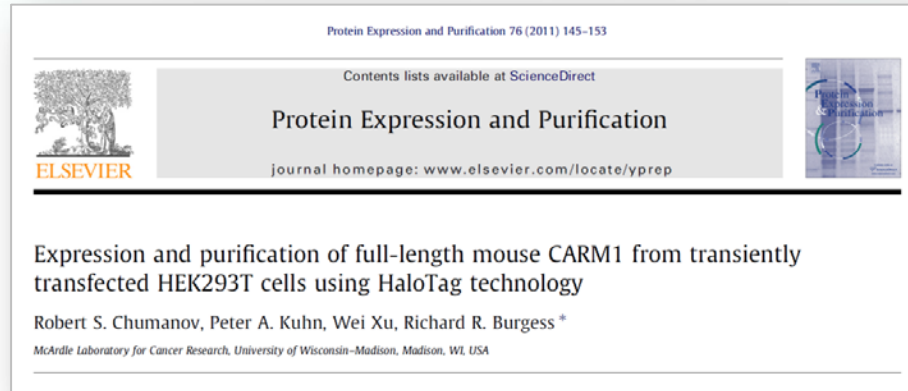 Protein Expression and Purification 76 (2011) 145–153
Contents lists available at ScienceDirect
Protein Expression and Purification
journal homepage: www.elsevier.com/locate/yprep
ELSEVIER
Protein
Expression
& Purification
Expression and purification of full-length mouse CARM1 from transiently
transfected HEK293T cells using HaloTag technology
Robert S. Chumanov, Peter A. Kuhn, Wei Xu, Richard R. Burgess *
McArdle Laboratory for Cancer Research, University of Wisconsin–Madison, Madison, WI, USA